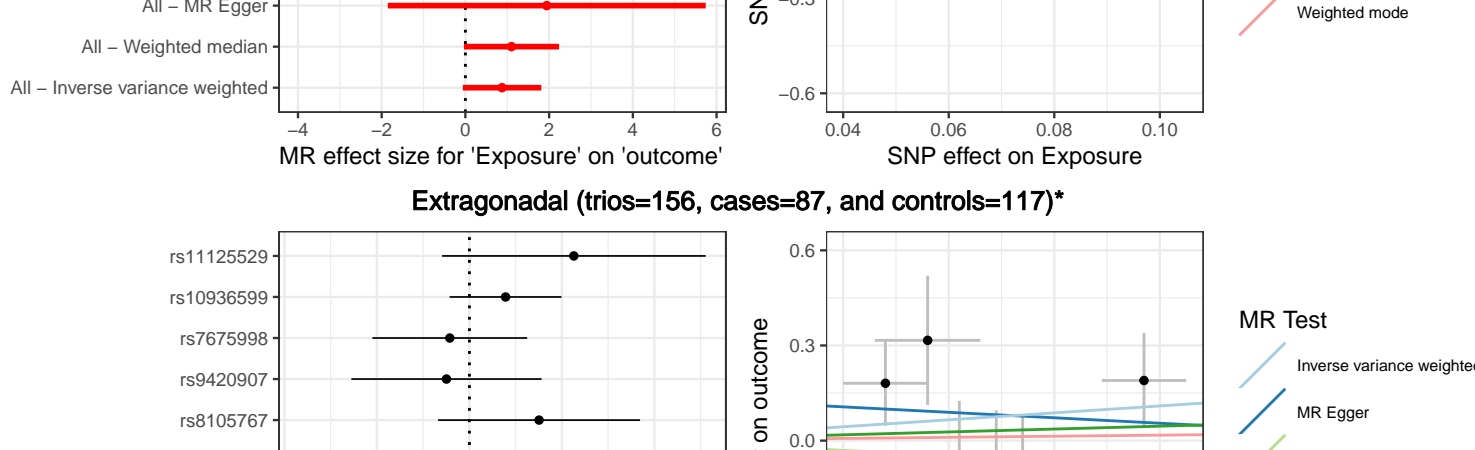 All – MR Egger
All – Weighted median
All – Inverse variance weighted
−4 −2 0 2 4 6
MR effect size for 'Exposure' on 'outcome'
−0.6
0.04 0.06 0.08 0.10
SNP effect on Exposure
Weighted mode
Extragonadal (trios=156, cases=87, and controls=117)*
rs11125529
rs10936599
rs7675998
rs9420907
rs8105767
0.6
0.3
0.0
on outcome
MR Test
Inverse variance weighted
MR Egger